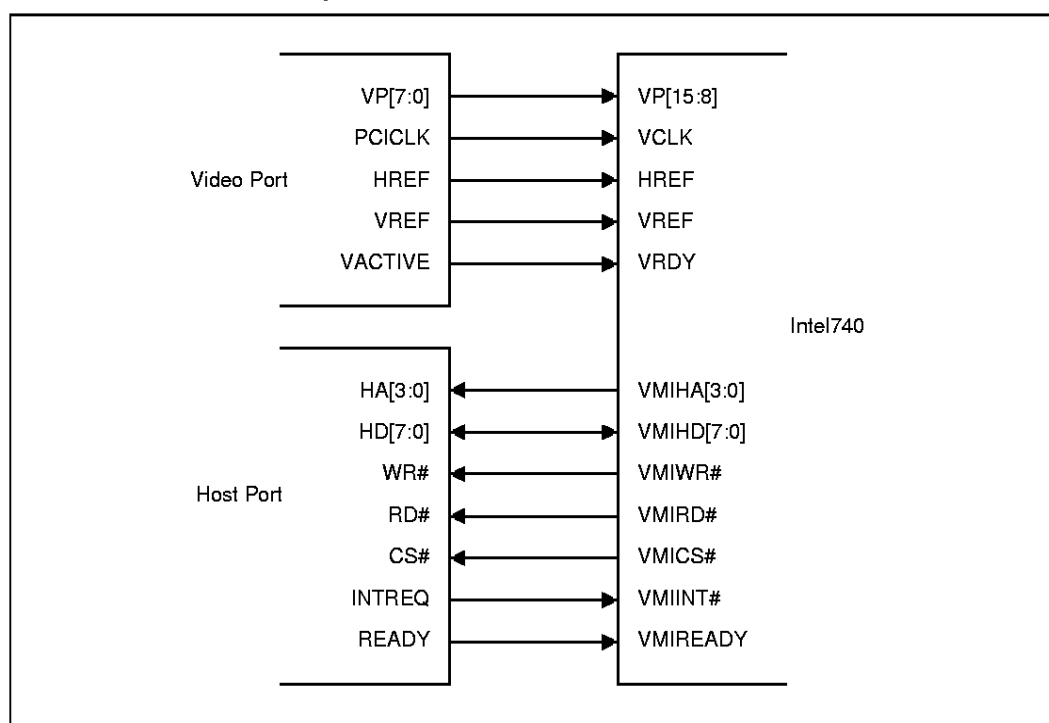 VP[7:0] VP[15:8]
PCICLK VCLK
Video Port HREF HREF
VREF VREF
VACTIVE VRDY
Intel740
HA[3:0] VMIHA[3:0]
HD[7:0] VMIHD[7:0]
WR# VMIWR#
Host Port
RD# VMIRD#
CS# VMICS#
INTREQ VMIINT#
READY VMIREADY